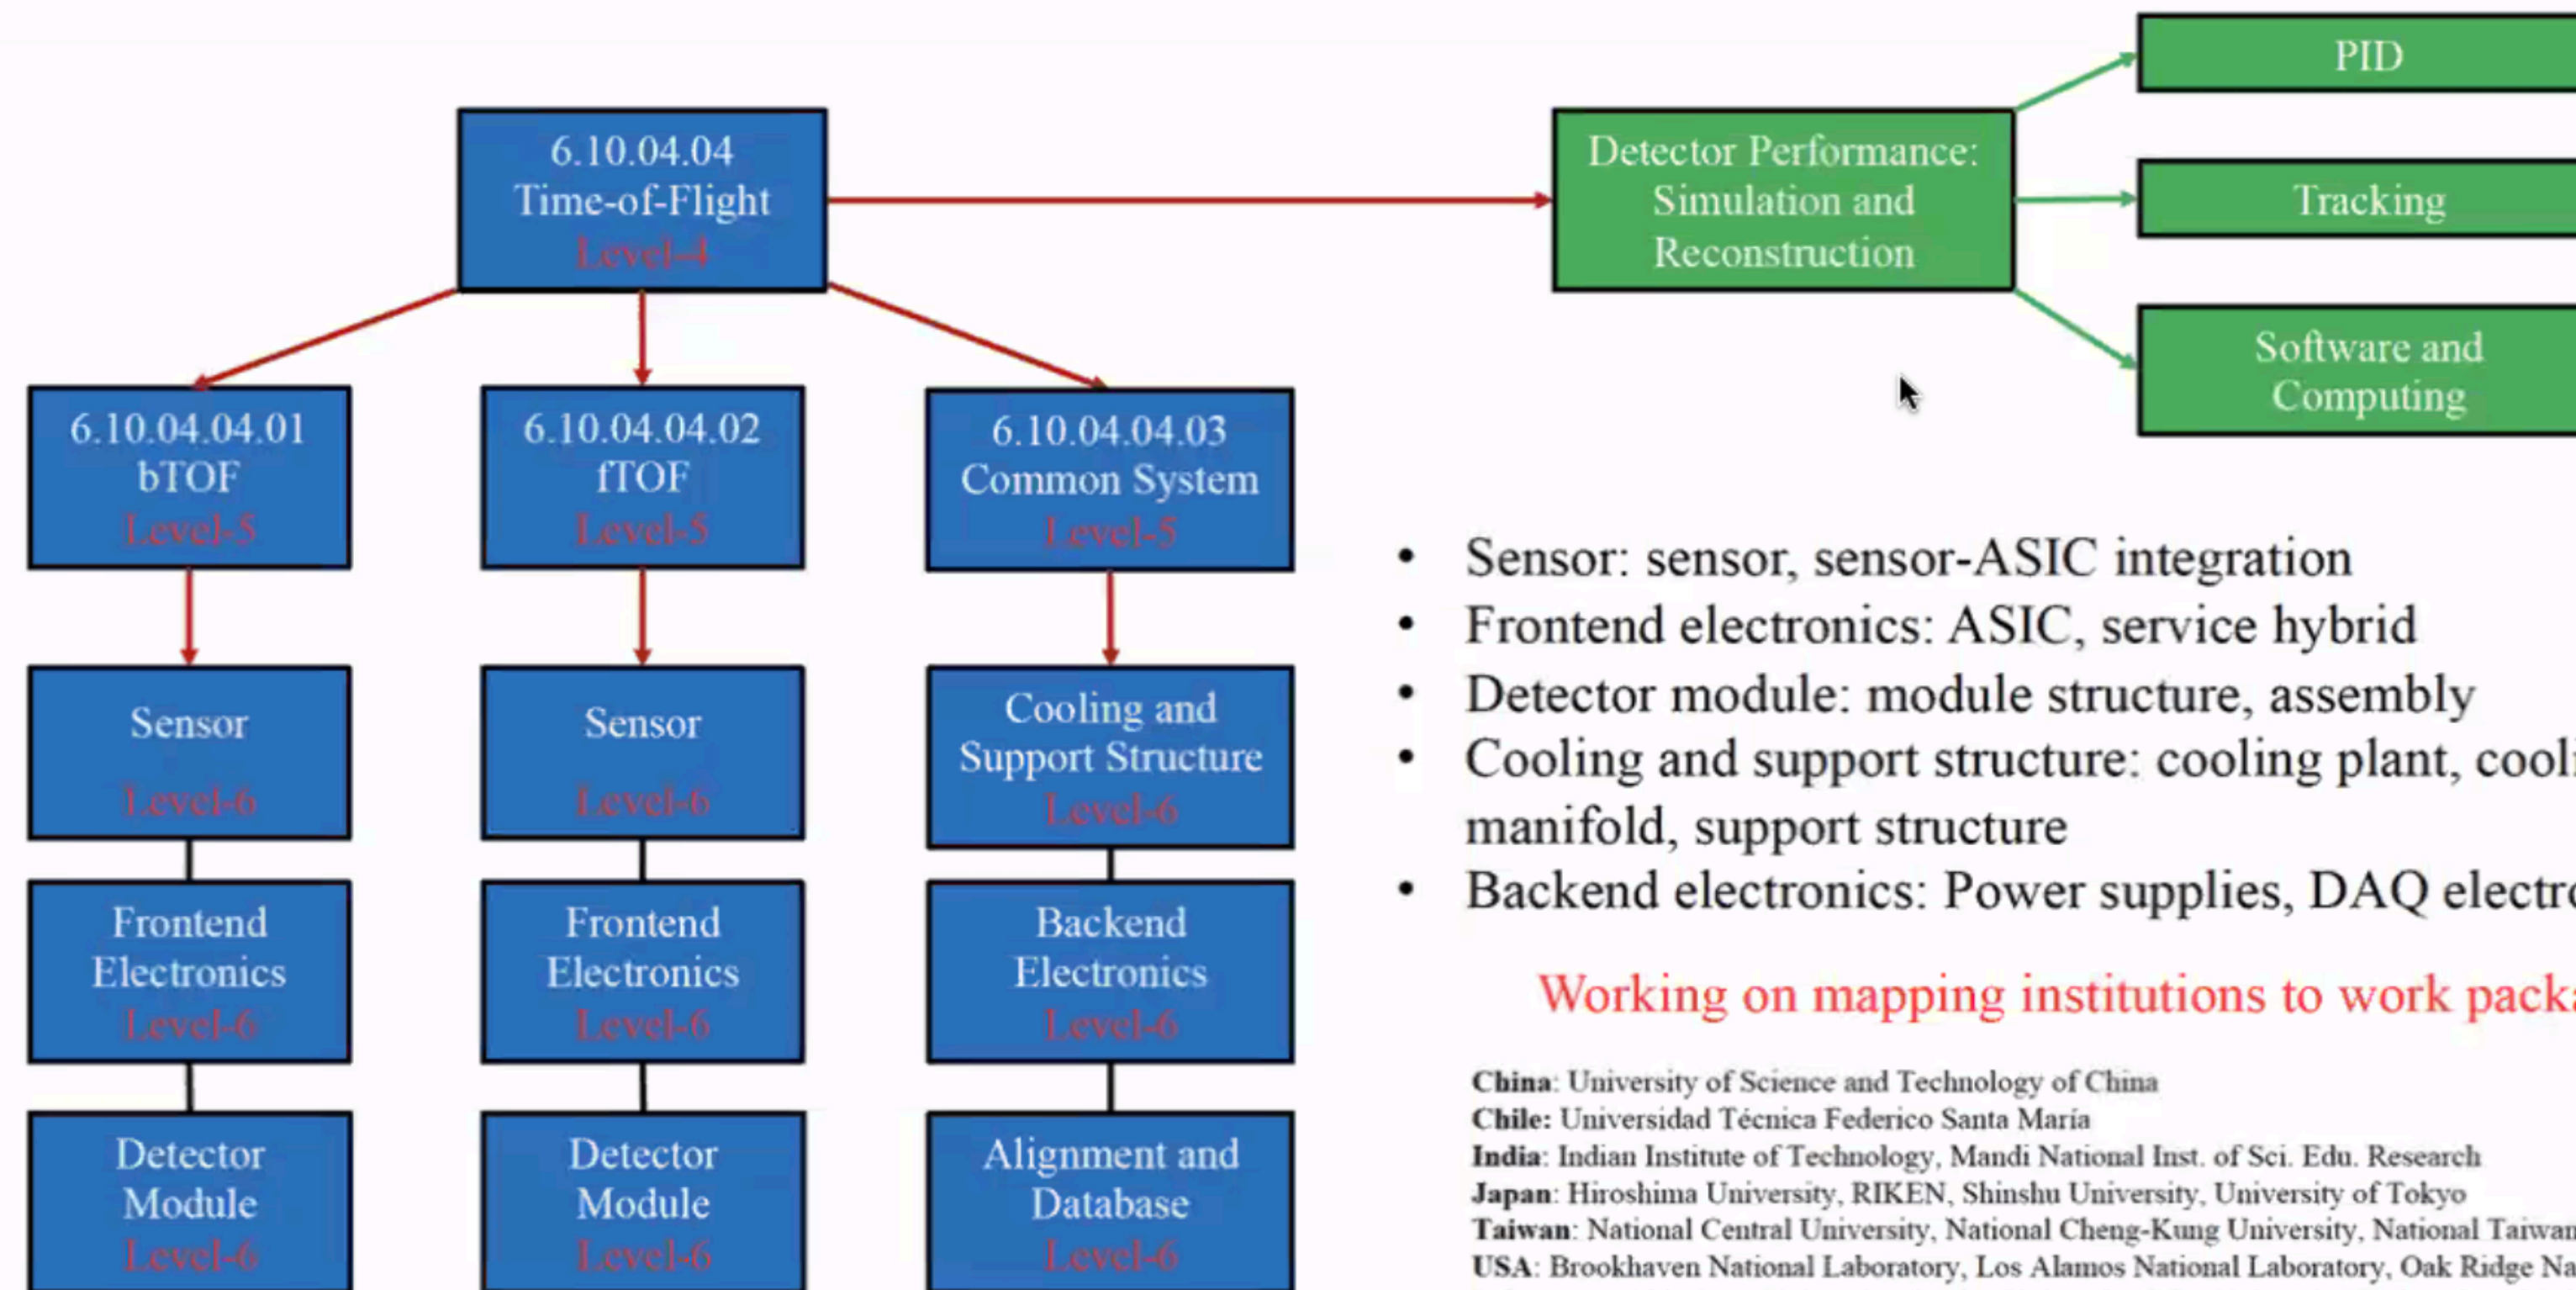 PID
6.10.04.04
Time-of-Flight
Level-4
Detector Performance:
Simulation and
Reconstruction
Tracking
Software and
Computing
6.10.04.04.01
bTOF
Level-5
6.10.04.04.02
fTOF
Level-5
6.10.04.04.03
Common System
Level-5
Sensor
Level-6
Sensor
Level-6
Cooling and
Support Structure
Level-6
Frontend
Electronics
Level-6
Frontend
Electronics
Level-6
Backend
Electronics
Level-6
Detector
Module
Level-6
Detector
Module
Level-6
Alignment and
Database
Level-6
• Sensor: sensor, sensor-ASIC integration
• Frontend electronics: ASIC, service hybrid
• Detector module: module structure, assembly
• Cooling and support structure: cooling plant,
manifold, support structure
• Backend electronics: Power supplies, DAQ
Working on mapping institutions to work
China: University of Science and Technology of China
Chile: Universidad Técnica Federico Santa María
India: Indian Institute of Technology, Mandi National Inst. of Sci. Edu. Research
Japan: Hiroshima University, RIKEN, Shinshu University, University of Tokyo
Taiwan: National Central University, National Cheng-Kung University, National Taiwan
USA: Brookhaven National Laboratory, Los Alamos National Laboratory, Oak Ridge